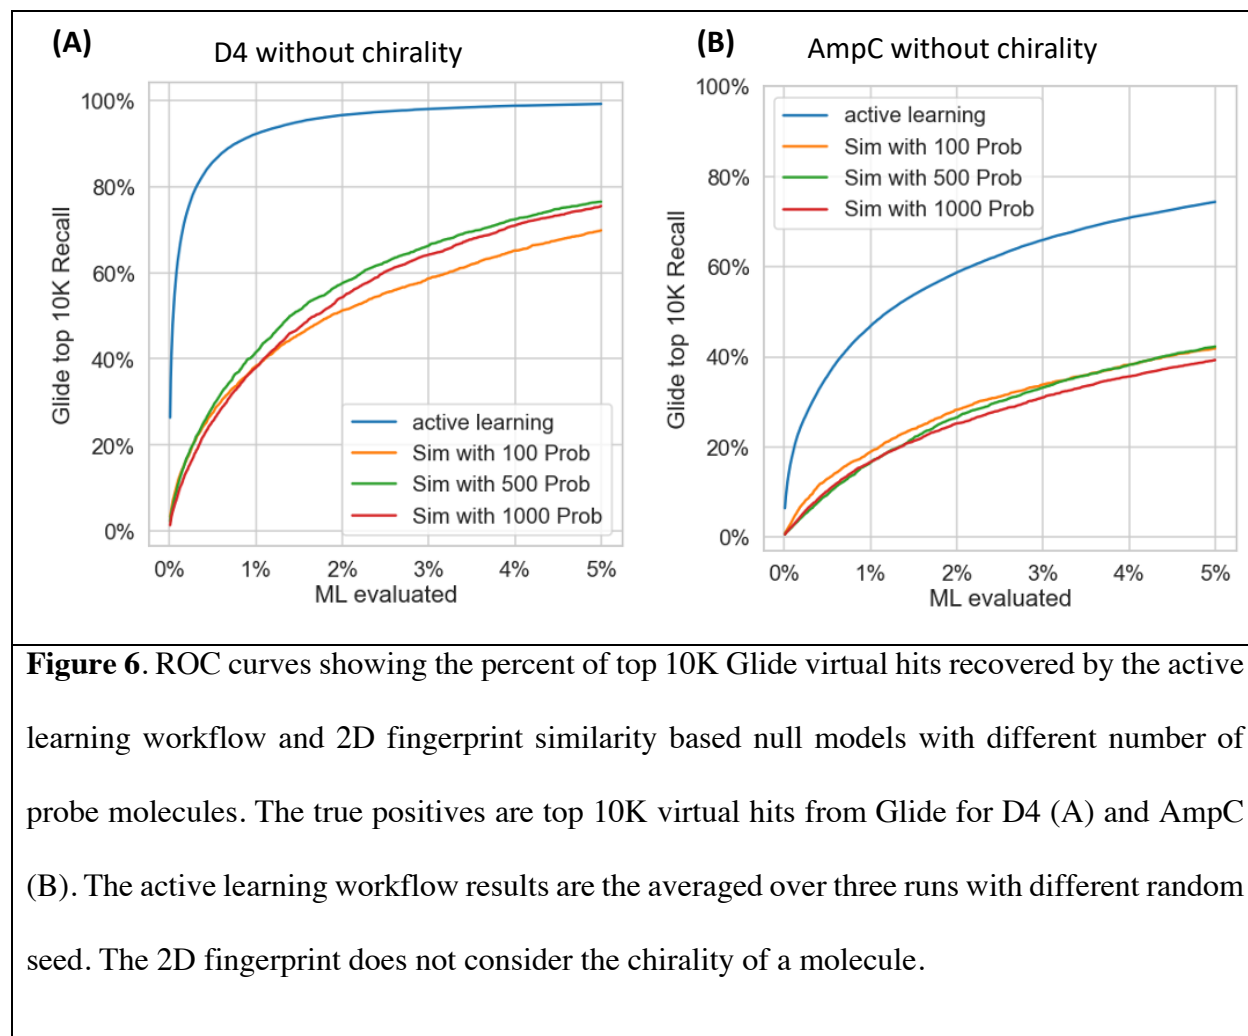 (A)
D4 without chirality
100%
80%
60%
40%
20%
0%
Glide top 10K Recall
active learning
Sim with 100 Prob
Sim with 500 Prob
Sim with 1000 Prob
0% 1% 2% 3% 4% 5%
ML evaluated
(B)
AmpC without chirality
100%
80%
60%
40%
20%
0%
Glide top 10K Recall
active learning
Sim with 100 Prob
Sim with 500 Prob
Sim with 1000 Prob
0% 1% 2% 3% 4% 5%
ML evaluated
Figure 6. ROC curves showing the percent of top 10K Glide virtual hits recovered by the active
learning workflow and 2D fingerprint similarity based null models with different number of
probe molecules. The true positives are top 10K virtual hits from Glide for D4 (A) and AmpC
(B). The active learning workflow results are the averaged over three runs with different random
seed. The 2D fingerprint does not consider the chirality of a molecule.